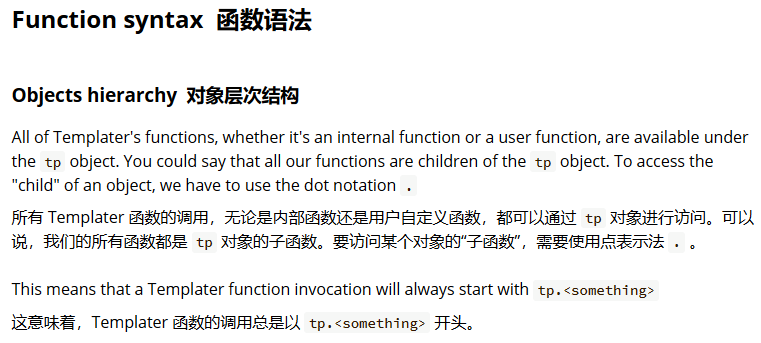 Function syntax 函数语法
Objects hierarchy 对象层次结构
All of Templater's functions, whether it's an internal function or a user function, are available under
the tp object. You could say that all our functions are children of the tp object. To access the
"child" of an object, we have to use the dot notation .
所有 Templater 函数的调用，无论是内部函数还是用户自定义函数，都可以通过 tp 对象进行访问。可以
说，我们的所有函数都是 tp 对象的子函数。要访问某个对象的“子函数”，需要使用点表示法 . 。
This means that a Templater function invocation will always start with tp.<something>
这意味着，Templater 函数的调用总是以 tp.<something> 开头。